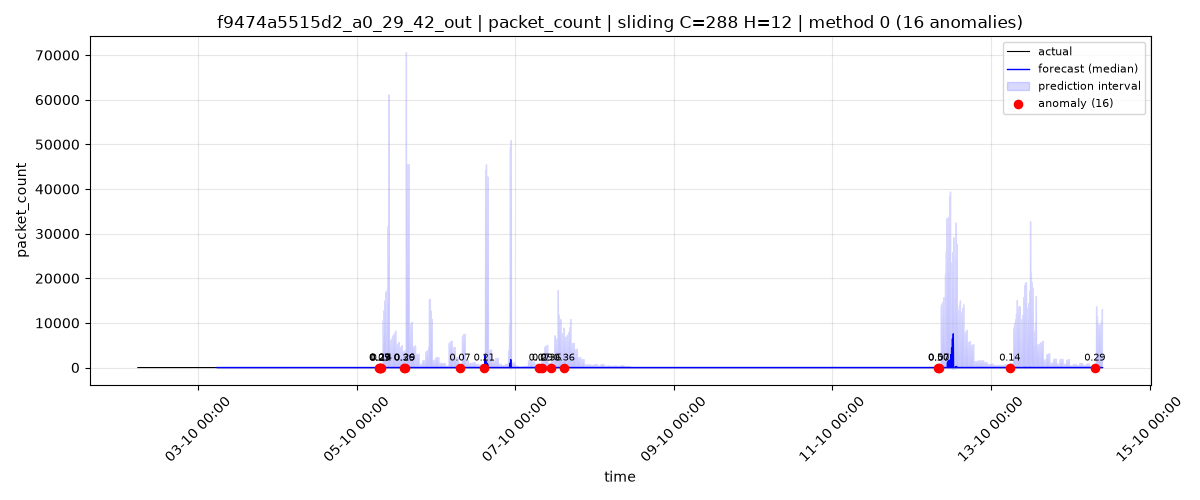 f9474a5515d2_a0_29_42_out | packet_count | sliding C=288 H=12 | method 0 (16 anomalies)
actual
forecast (median)
prediction interval
anomaly (16)
packet_count
70000
60000
50000
40000
30000
20000
10000
0
0.07
0.21
0.36
0.14
0.29
03-10 00:00
05-10 00:00
07-10 00:00
09-10 00:00
11-10 00:00
13-10 00:00
15-10 00:00
time